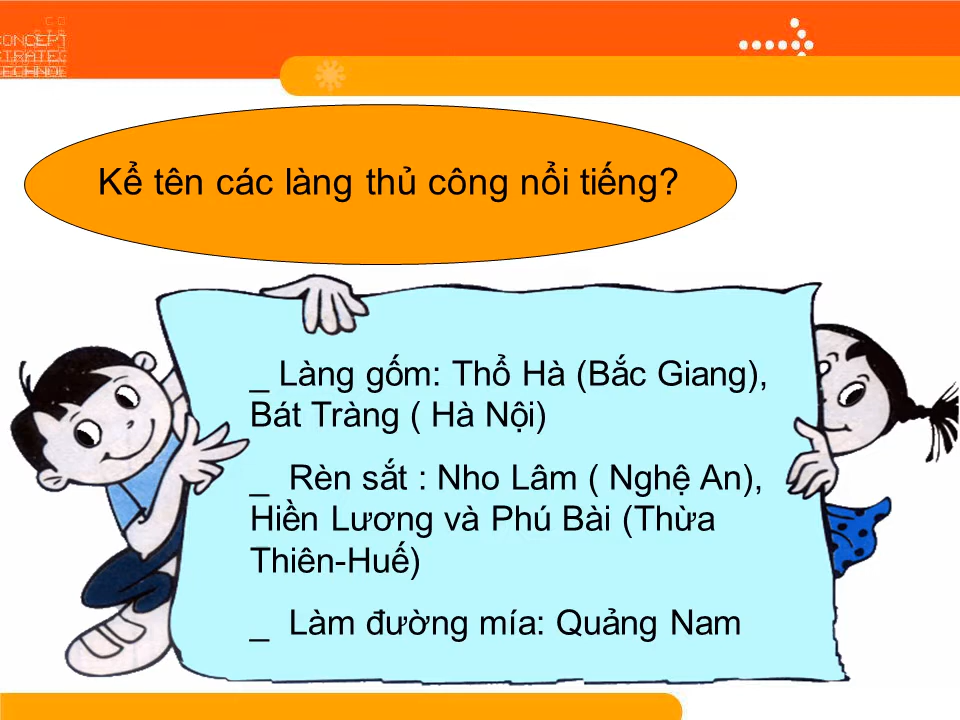 CONCEPT
Kể tên các làng thủ công nổi tiếng?
_ Làng gốm: Thổ Hà (Bắc Giang),
Bát Tràng ( Hà Nội)
_ Rèn sắt : Nho Lâm ( Nghệ An),
Hiền Lương và Phú Bài (Thừa
Thiên-Huế)
_ Làm đường mía: Quảng Nam